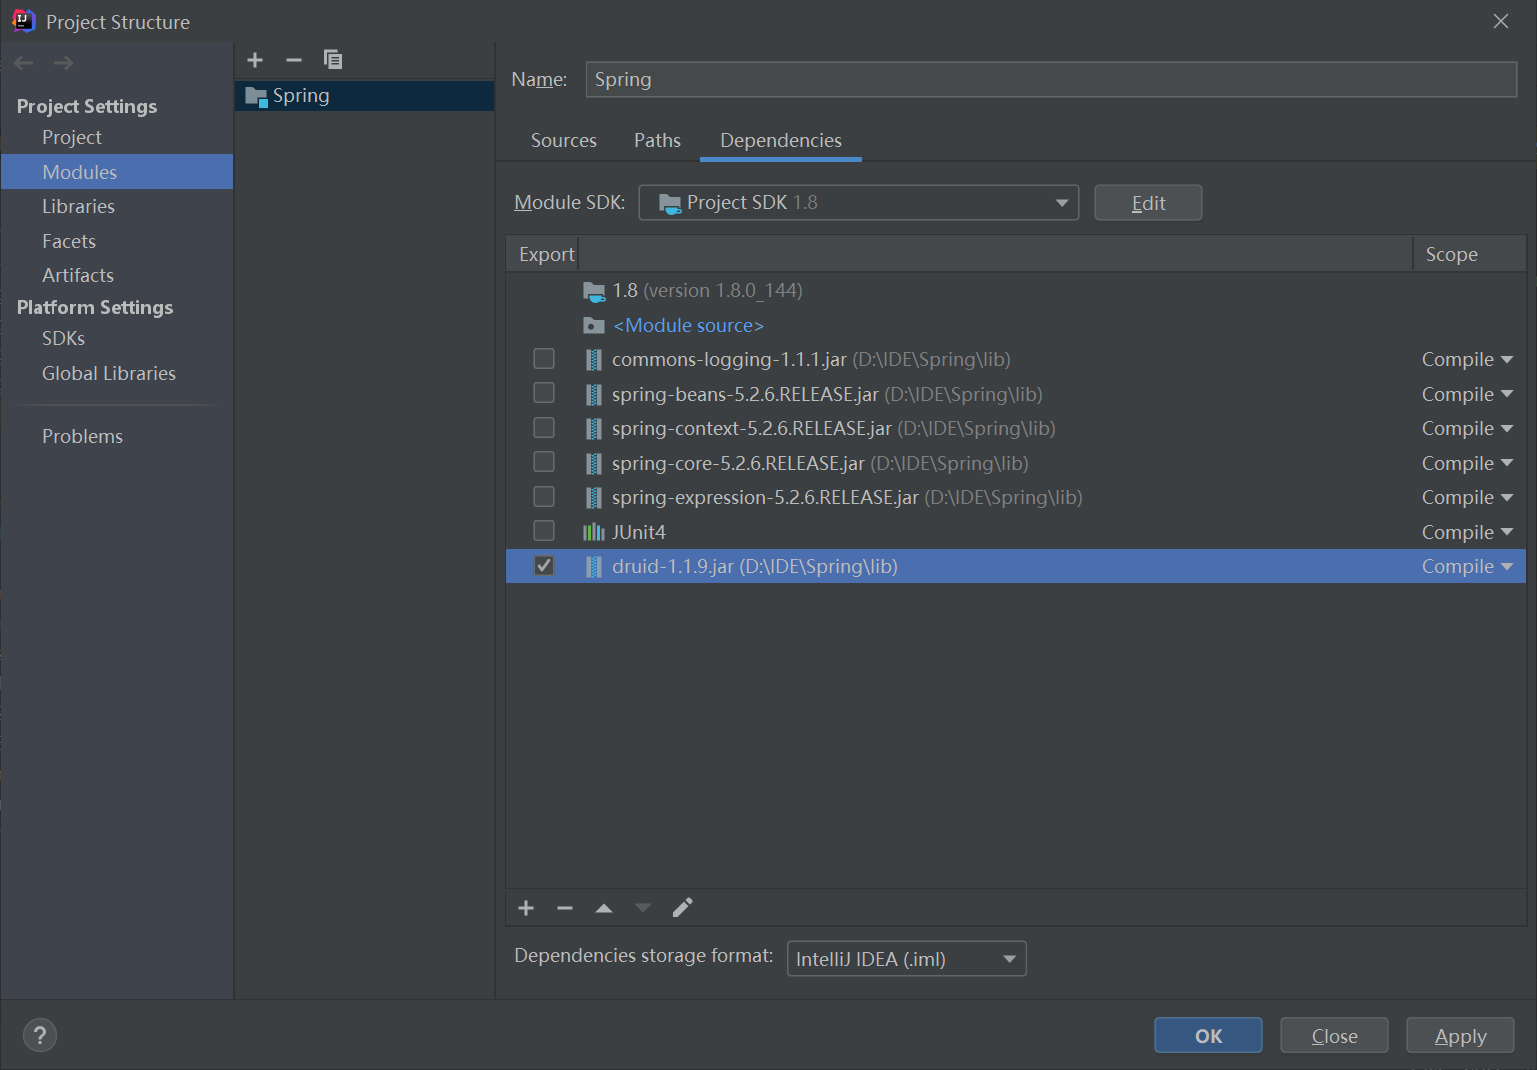 Project Structure
Project Settings
Project
Modules
Libraries
Facets
Artifacts
Platform Settings
SDKs
Global Libraries
Problems
Spring
Name: Spring
Sources Paths Dependencies
Module SDK: Project SDK 1.8 Edit
Export Scope
1.8 (version 1.8.0_144)
<Module source>
commons-logging-1.1.1.jar (D:\IDE\Spring\lib) Compile
spring-beans-5.2.6.RELEASE.jar (D:\IDE\Spring\lib) Compile
spring-context-5.2.6.RELEASE.jar (D:\IDE\Spring\lib) Compile
spring-core-5.2.6.RELEASE.jar (D:\IDE\Spring\lib) Compile
spring-expression-5.2.6.RELEASE.jar (D:\IDE\Spring\lib) Compile
JUnit4 Compile
druid-1.1.9.jar (D:\IDE\Spring\lib) Compile
Dependencies storage format: IntelliJ IDEA (.iml)
? OK Close Apply